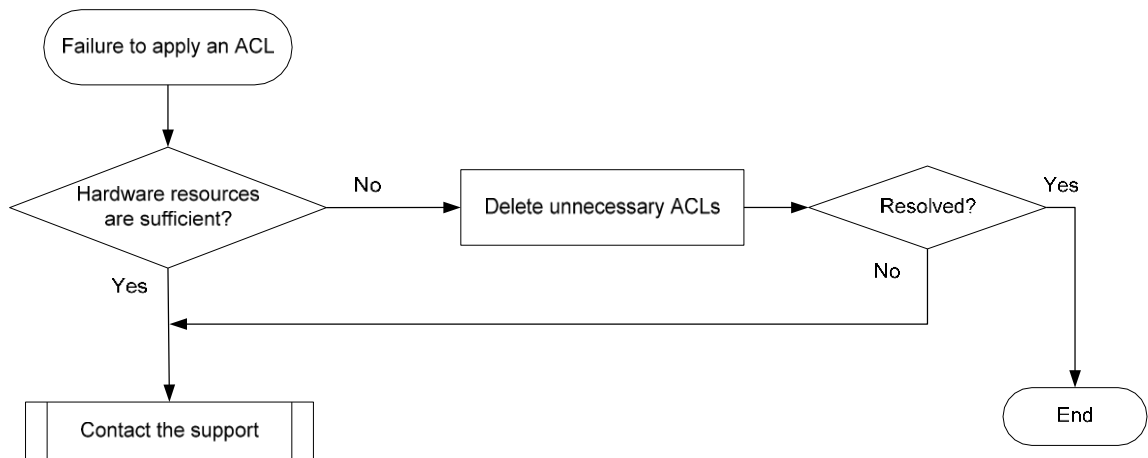 Failure to apply an ACL
Hardware resources
are sufficient?
No
Delete unnecessary ACLs
Resolved?
Yes
Yes
No
Contact the support
End